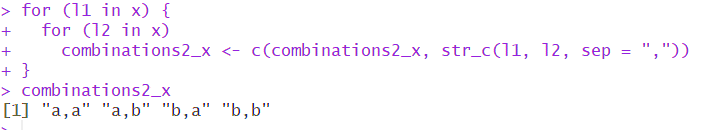 > for (l1 in x) {
+   for (l2 in x)
+     combinations2_x <- c(combinations2_x, str_c(l1, l2, sep = ","))
+ }
> combinations2_x
[1] "a,a" "a,b" "b,a" "b,b"